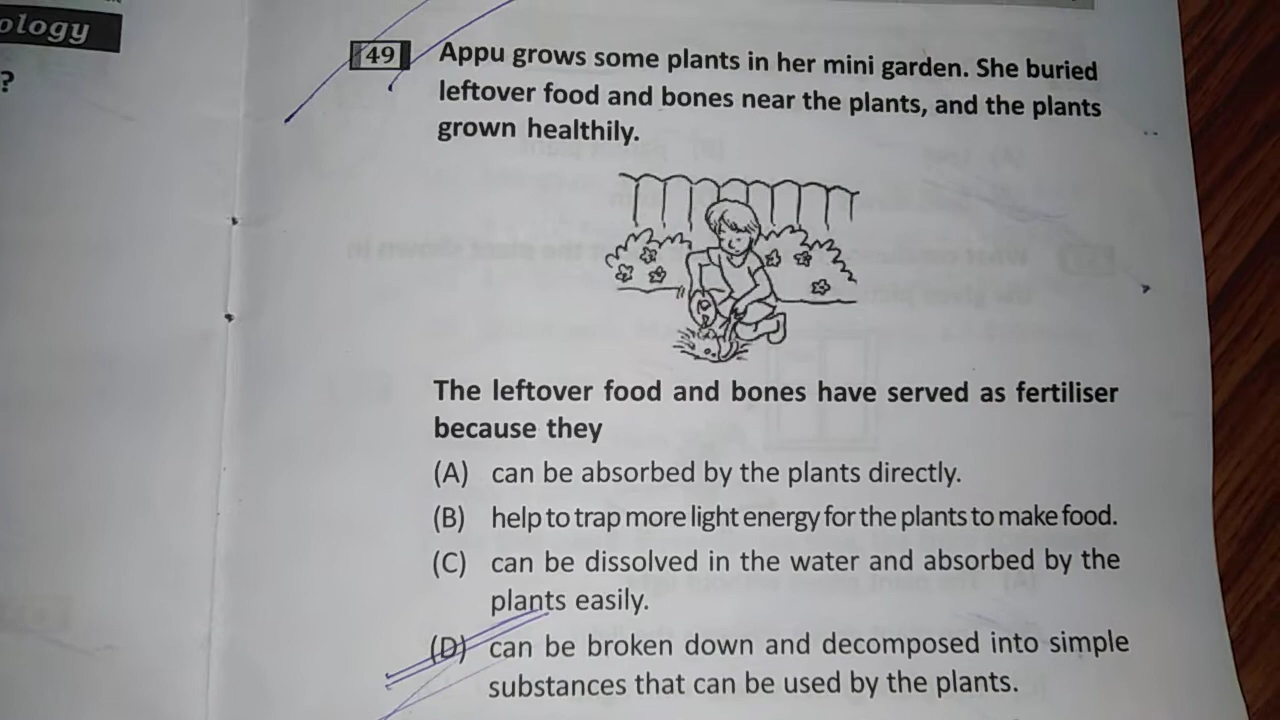 ology
?
49 Appu grows some plants in her mini garden. She buried
leftover food and bones near the plants, and the plants
grown healthily.
The leftover food and bones have served as fertiliser
because they
(A) can be absorbed by the plants directly.
(B) help to trap more light energy for the plants to make food.
(C) can be dissolved in the water and absorbed by the
plants easily.
(D) can be broken down and decomposed into simple
substances that can be used by the plants.